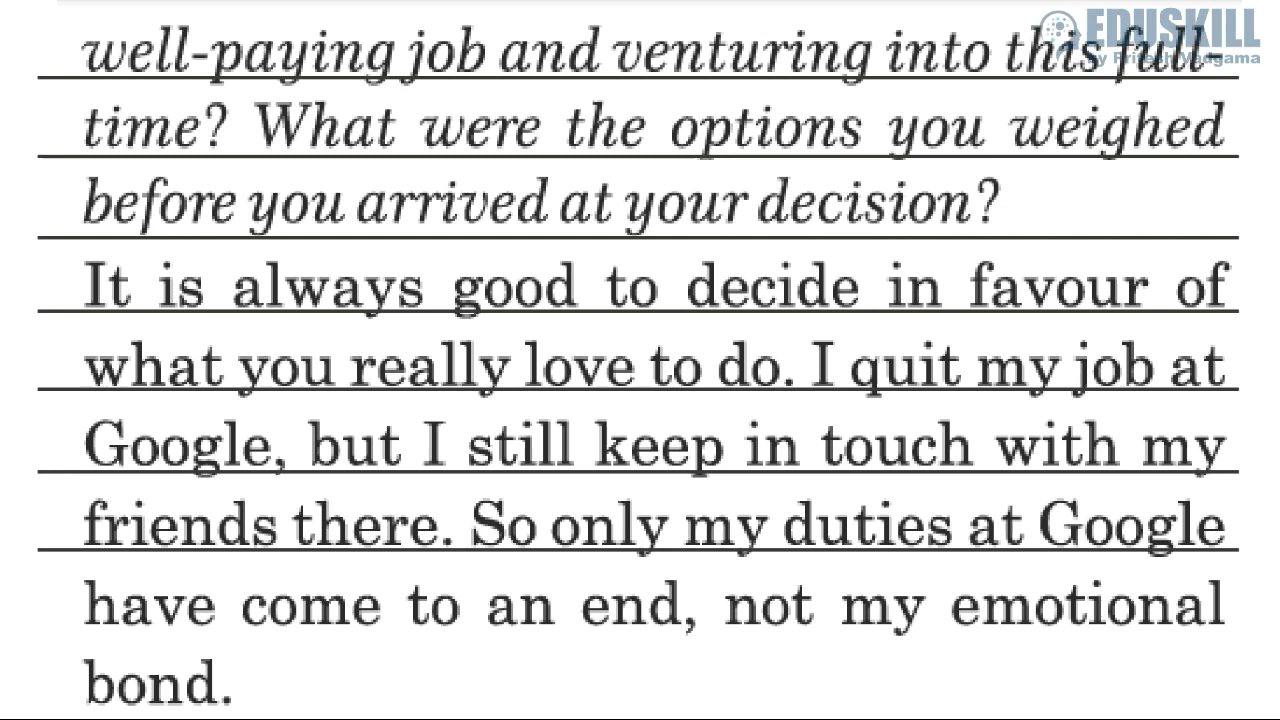 EDUSKILL
by Pritesh Vadgama
well-paying job and venturing into this full-
time? What were the options you weighed
before you arrived at your decision?
It is always good to decide in favour of
what you really love to do. I quit my job at
Google, but I still keep in touch with my
friends there. So only my duties at Google
have come to an end, not my emotional
bond.